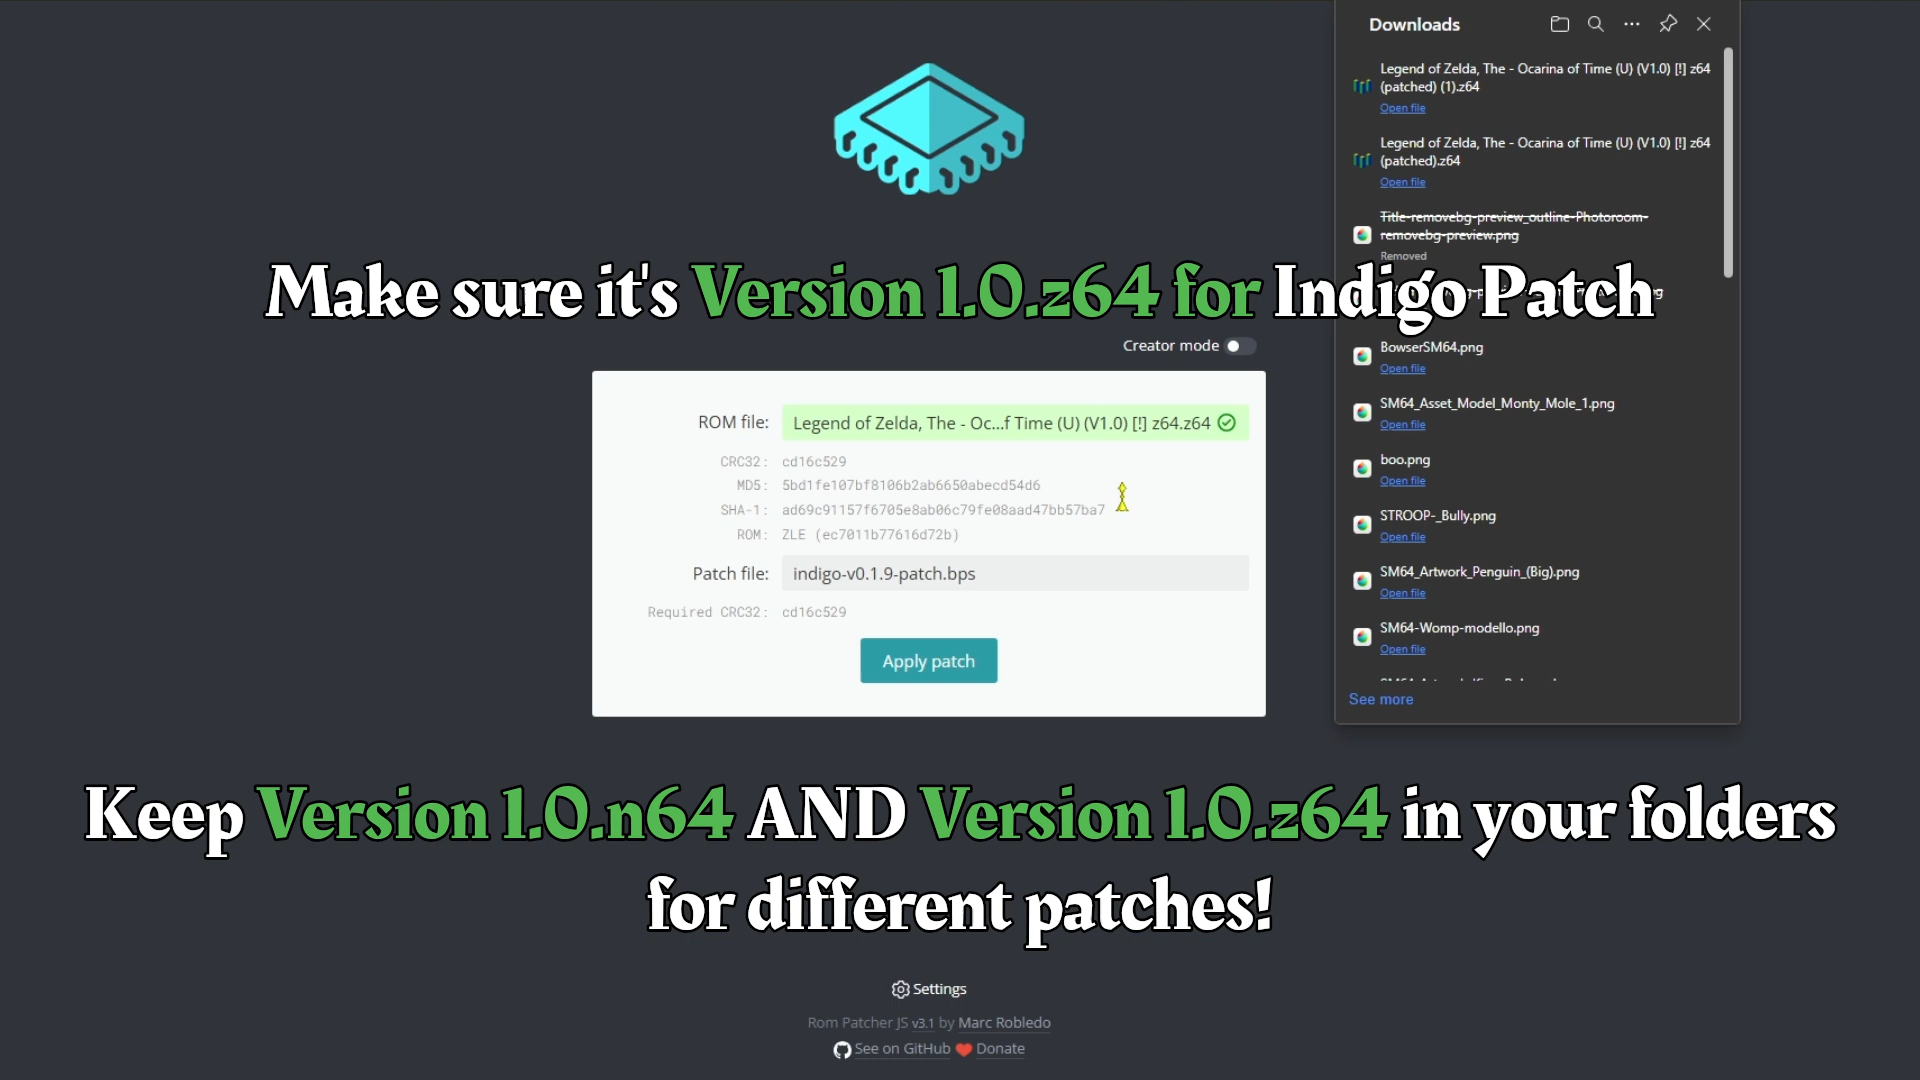 Downloads
Legend of Zelda, The - Ocarina of Time (U) (V1.0) [!] z64
(patched) (1).z64
Open file
Legend of Zelda, The - Ocarina of Time (U) (V1.0) [!] z64
(patched).z64
Open file
Title-removebg-preview_outline-Photoroom-
removebg-preview.png
Removed
Make sure it's Version 1.0.z64 for Indigo Patch
Creator mode
BowserSM64.png
Open file
SM64_Asset_Model_Monty_Mole_1.png
Open file
boo.png
Open file
STROOP-_Bully.png
Open file
SM64_Artwork_Penguin_(Big).png
Open file
SM64-Womp-modello.png
Open file
See more
ROM file: Legend of Zelda, The - Oc...f Time (U) (V1.0) [!] z64.z64
CRC32: cd16c529
MD5: 5bd1fe107bf8106b2ab6650abecd54d6
SHA-1: ad69c91157f6705e8ab06c79fe08aad47bb57ba7
ROM: ZLE (ec7011b77616d72b)
Patch file: indigo-v0.1.9-patch.bps
Required CRC32: cd16c529
Apply patch
Keep Version 1.0.n64 AND Version 1.0.z64 in your folders
for different patches!
Settings
Rom Patcher JS v3.1 by Marc Robledo
See on GitHub Donate